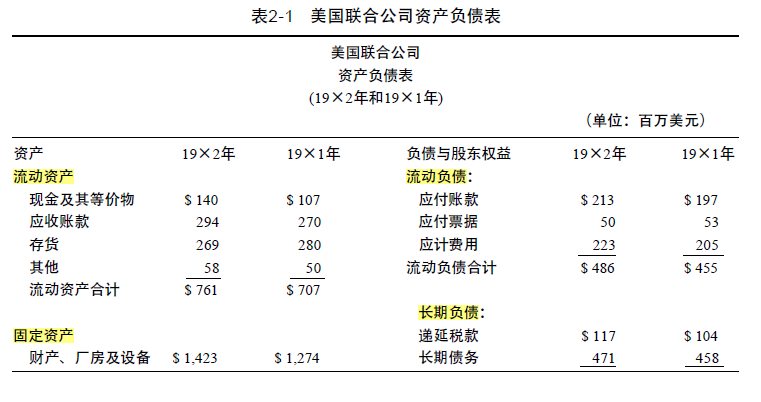 表2-1 美国联合公司资产负债表
美国联合公司
资产负债表
(19×2年和19×1年)
（单位：百万美元）
资产 19×2年 19×1年 负债与股东权益 19×2年 19×1年
流动资产 流动负债：
现金及其等价物 $ 140 $ 107 应付账款 $ 213 $ 197
应收账款 294 270 应付票据 50 53
存货 269 280 应计费用 223 205
其他 58 50 流动负债合计 $ 486 $ 455
流动资产合计 $ 761 $ 707
长期负债：
固定资产 递延税款 $ 117 $ 104
财产、厂房及设备 $ 1,423 $ 1,274 长期债务 471 458